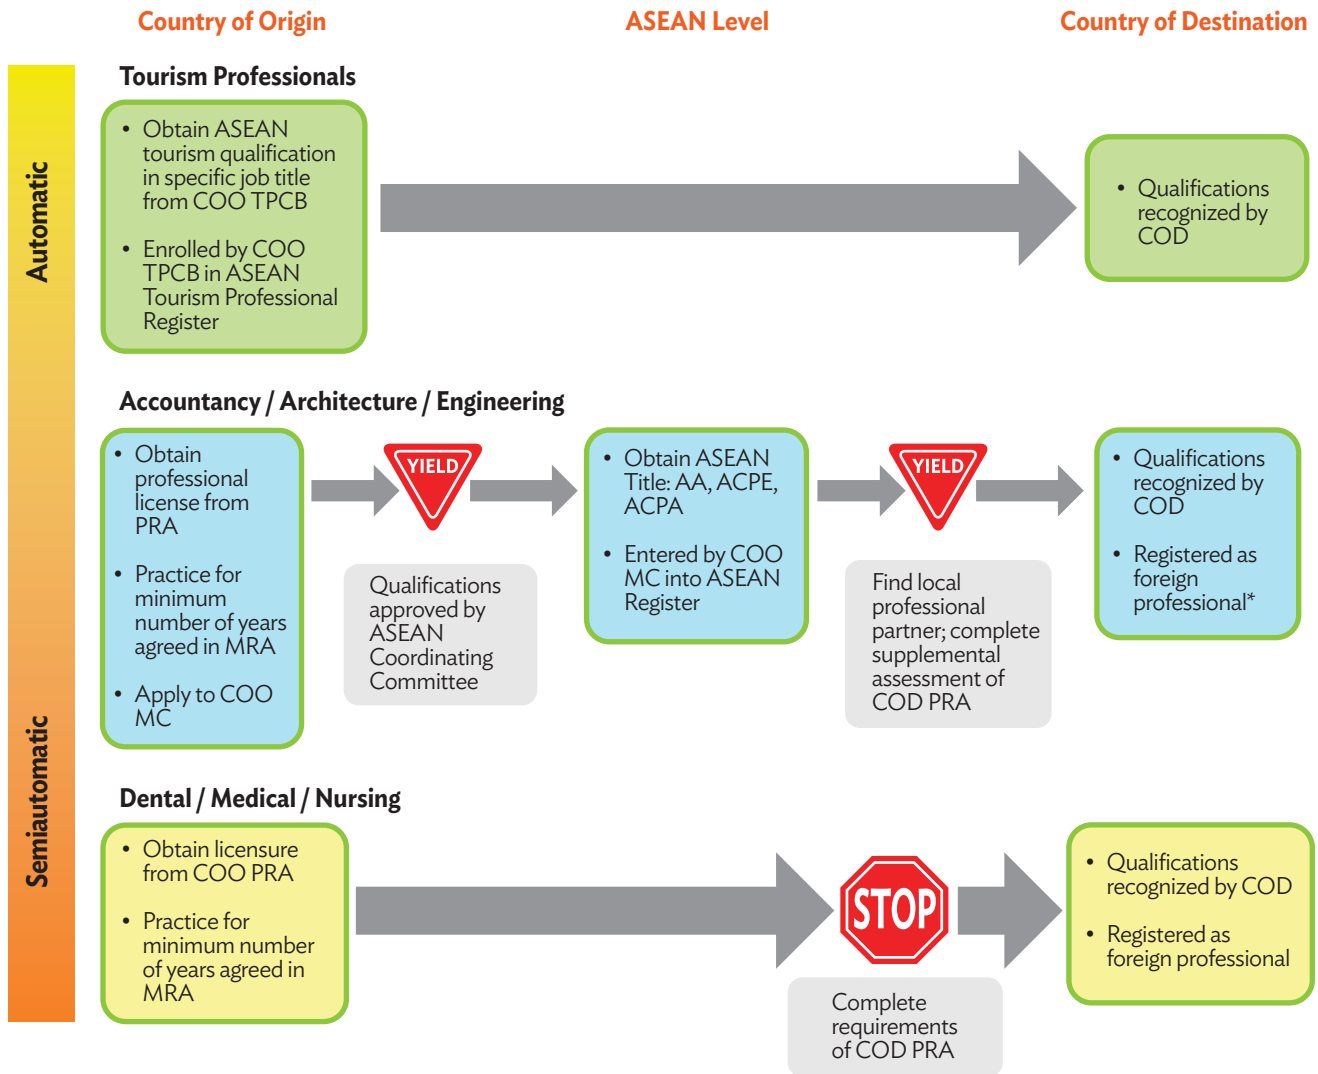 Country of Origin
ASEAN Level
Country of Destination
Automatic
Semiautomatic
Tourism Professionals
• Obtain ASEAN
tourism qualification
in specific job title
from COO TPCB
• Enrolled by COO
TPCB in ASEAN
Tourism Professional
Register
• Qualifications
recognized by
COD
Accountancy / Architecture / Engineering
• Obtain
professional
license from
PRA
• Practice for
minimum
number of years
agreed in MRA
• Apply to COO
MC
YIELD
Qualifications
approved by
ASEAN
Coordinating
Committee
• Obtain ASEAN
Title: AA, ACPE,
ACPA
• Entered by COO
MC into ASEAN
Register
YIELD
Find local
professional
partner; complete
supplemental
assessment of
COD PRA
• Qualifications
recognized by
COD
• Registered as
foreign
professional*
Dental / Medical / Nursing
• Obtain licensure
from COO PRA
• Practice for
minimum number
of years agreed in
MRA
STOP
Complete
requirements
of COD PRA
• Qualifications
recognized by COD
• Registered as
foreign professional